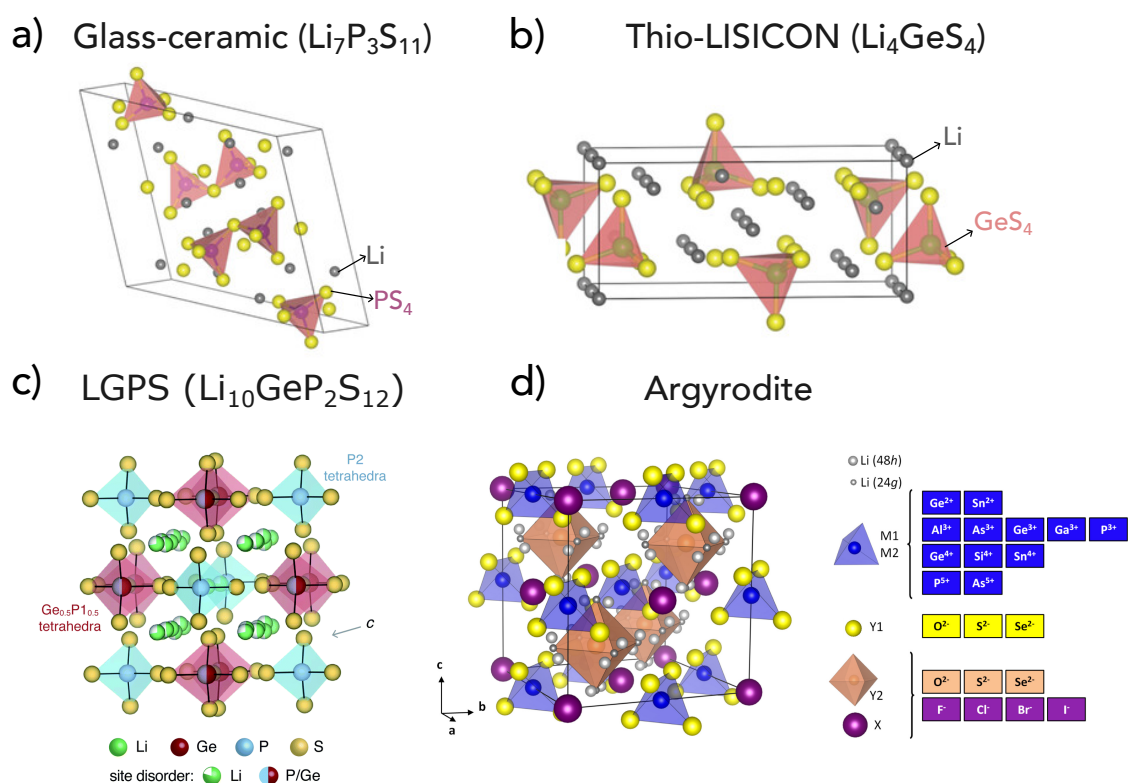 a) Glass-ceramic (Li₇P₃S₁₁)
Li
PS₄
b) Thio-LISICON (Li₄GeS₄)
Li
GeS₄
c) LGPS (Li₁₀GeP₂S₁₂)
P2
tetrahedra
Ge₀.₅P1₀.₅
tetrahedra
c
Li Ge P S
site disorder: Li P/Ge
d) Argyrodite
c
b
a
Li (48h)
Li (24g)
M1
M2
Ge²⁺ Sn²⁺
Al³⁺ As³⁺ Ge³⁺ Ga³⁺ P³⁺
Ge⁴⁺ Si⁴⁺ Sn⁴⁺
P⁵⁺ As⁵⁺
Y1
O²⁻ S²⁻ Se²⁻
Y2
O²⁻ S²⁻ Se²⁻
X
F⁻ Cl⁻ Br⁻ I⁻